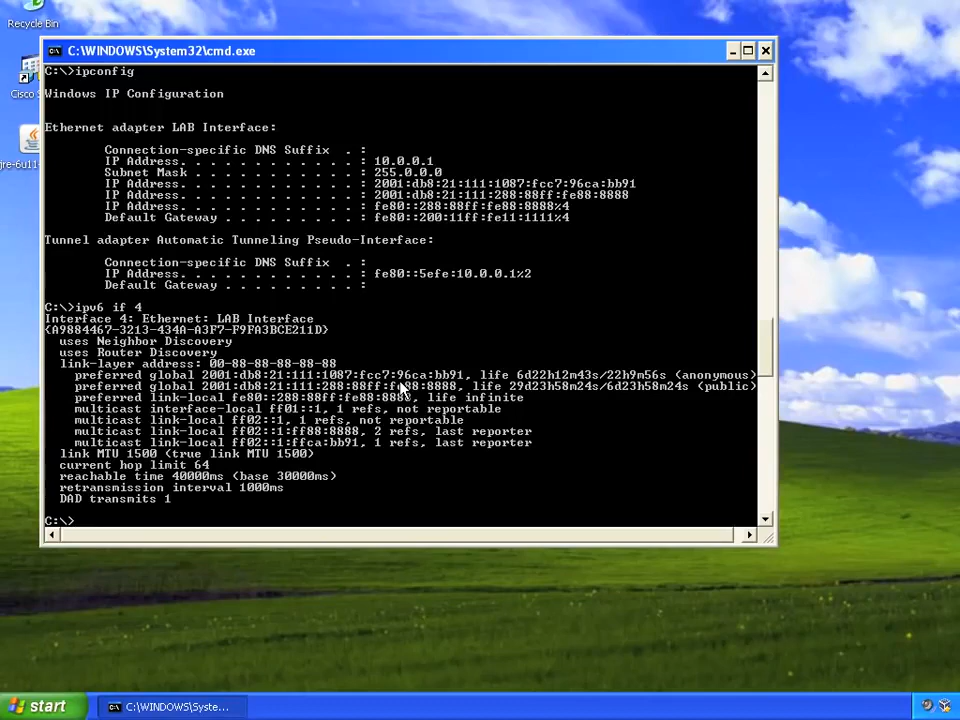 Recycle Bin
C:\WINDOWS\System32\cmd.exe
Cisco
jre-6u11-
C:\>ipconfig
Windows IP Configuration
Ethernet adapter LAB Interface:
Connection-specific DNS Suffix . :
IP Address. . . . . . . . . . . . : 10.0.0.1
Subnet Mask . . . . . . . . . . . : 255.0.0.0
IP Address. . . . . . . . . . . . : 2001:db8:21:111:1087:fcc7:96ca:bb91
IP Address. . . . . . . . . . . . : 2001:db8:21:111:288:88ff:fe88:8888
IP Address. . . . . . . . . . . . : fe80::288:88ff:fe88:8888%4
Default Gateway . . . . . . . . . : fe80::200:11ff:fe11:1111%4
Tunnel adapter Automatic Tunneling Pseudo-Interface:
Connection-specific DNS Suffix . :
IP Address. . . . . . . . . . . . : fe80::5efe:10.0.0.1%2
Default Gateway . . . . . . . . . :
C:\>ipv6 if 4
Interface 4: Ethernet: LAB Interface
{A9884467-3213-434A-A3F7-F9FA3BCE211D}
uses Neighbor Discovery
uses Router Discovery
link-layer address: 00-88-88-88-88-88
preferred global 2001:db8:21:111:1087:fcc7:96ca:bb91, life 6d22h12m43s/22h9m56s (anonymous)
preferred global 2001:db8:21:111:288:88ff:fe88:8888, life 29d23h58m24s/6d23h58m24s (public)
preferred link-local fe80::288:88ff:fe88:8888, life infinite
multicast interface-local ff01::1, 1 refs, not reportable
multicast link-local ff02::1, 1 refs, not reportable
multicast link-local ff02::1:ff88:8888, 2 refs, last reporter
multicast link-local ff02::1:ffca:bb91, 1 refs, last reporter
link MTU 1500 (true link MTU 1500)
current hop limit 64
reachable time 40000ms (base 30000ms)
retransmission interval 1000ms
DAD transmits 1
C:\>
start
C:\WINDOWS\Syste...